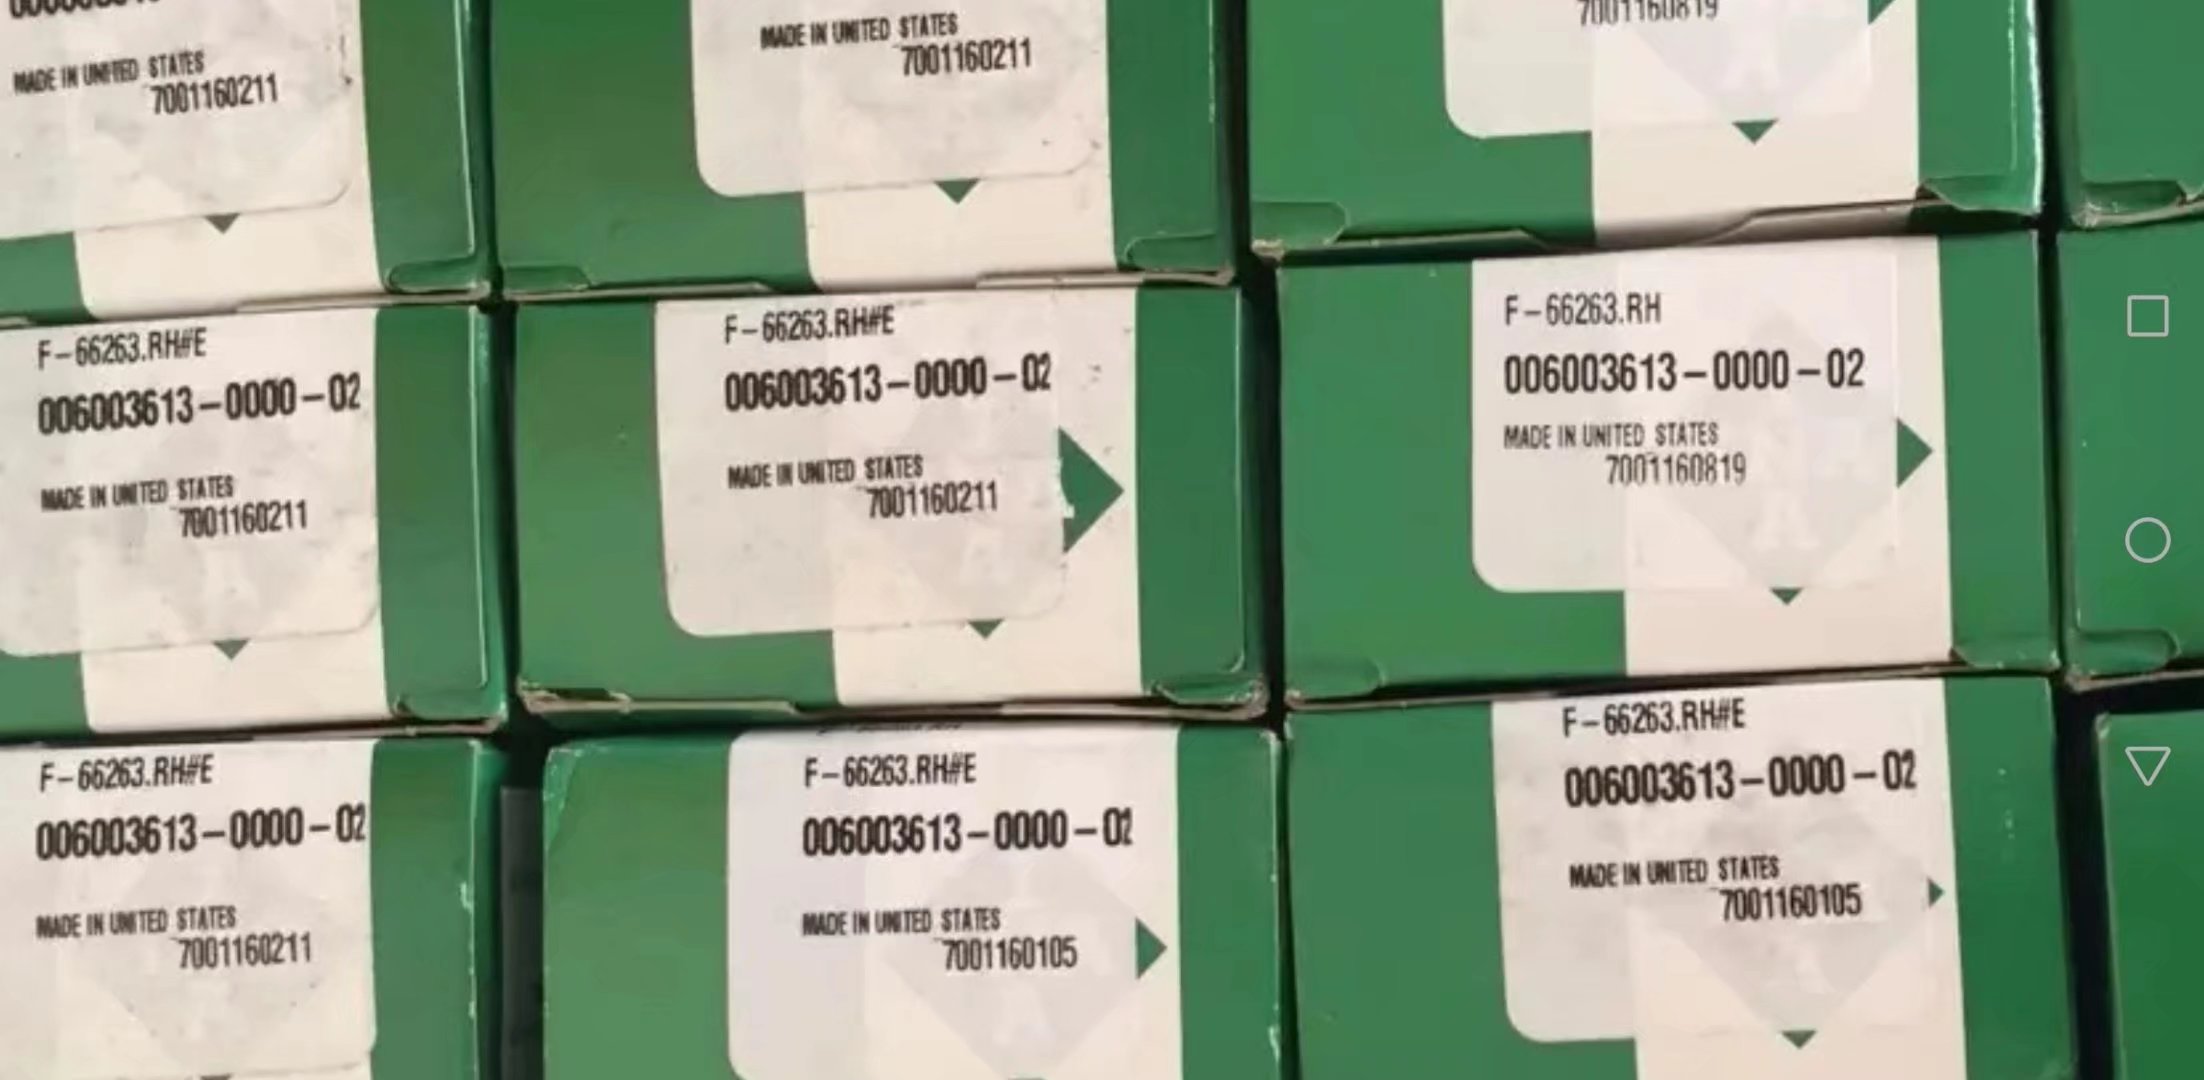 MADE IN UNITED STATES
7001160211
MADE IN UNITED STATES
7001160211
7001160819
F-66263.RH#E
006003613-0000-02
MADE IN UNITED STATES
7001160211
F-66263.RH#E
006003613-0000-02
MADE IN UNITED STATES
7001160211
F-66263.RH
006003613-0000-02
MADE IN UNITED STATES
7001160819
F-66263.RH#E
006003613-0000-02
MADE IN UNITED STATES
7001160211
F-66263.RH#E
006003613-0000-02
MADE IN UNITED STATES
7001160105
F-66263.RH#E
006003613-0000-02
MADE IN UNITED STATES
7001160105